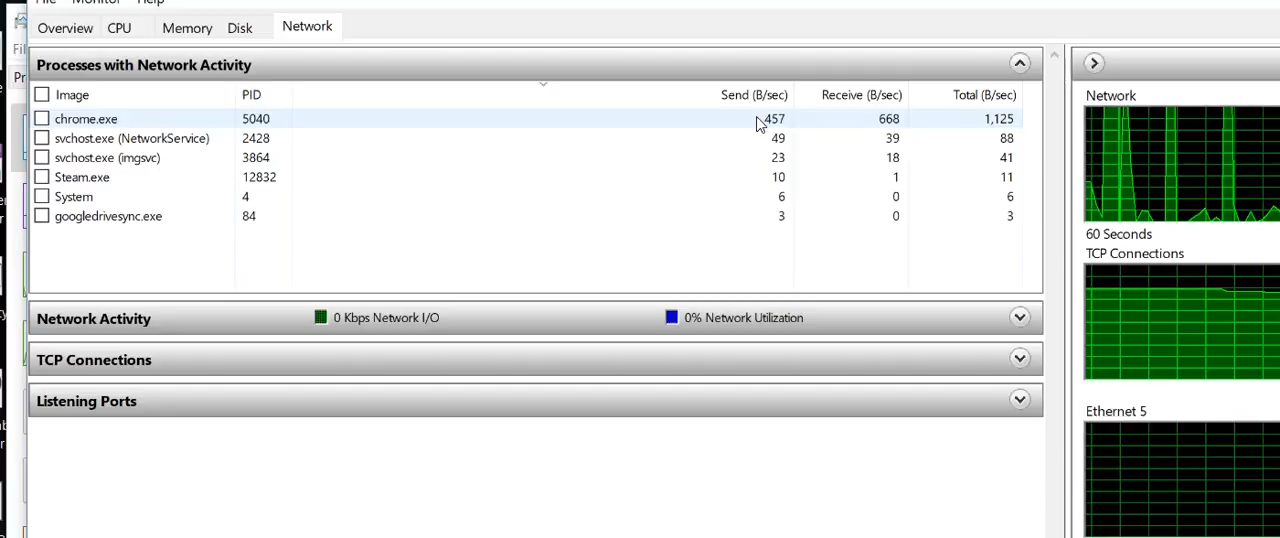 Monitor Help
Overview CPU Memory Disk Network
Processes with Network Activity
Image PID Send (B/sec) Receive (B/sec) Total (B/sec)
chrome.exe 5040 457 668 1,125
svchost.exe (NetworkService) 2428 49 39 88
svchost.exe (imgsvc) 3864 23 18 41
Steam.exe 12832 10 1 11
System 4 6 0 6
googledrivesync.exe 84 3 0 3
Network Activity 0 Kbps Network I/O 0% Network Utilization
TCP Connections
Listening Ports
Network
60 Seconds
TCP Connections
Ethernet 5